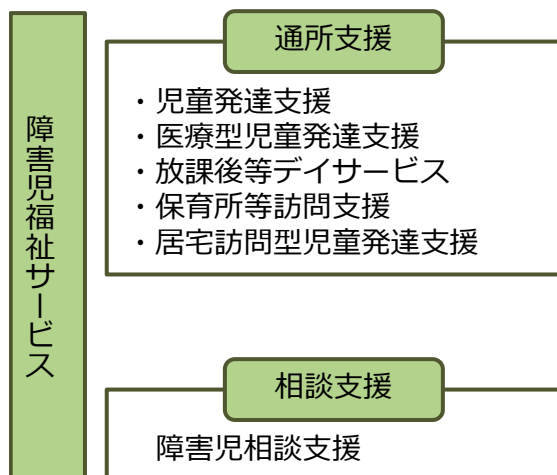 障害児福祉サービス
通所支援
・児童発達支援
・医療型児童発達支援
・放課後等デイサービス
・保育所等訪問支援
・居宅訪問型児童発達支援
相談支援
障害児相談支援